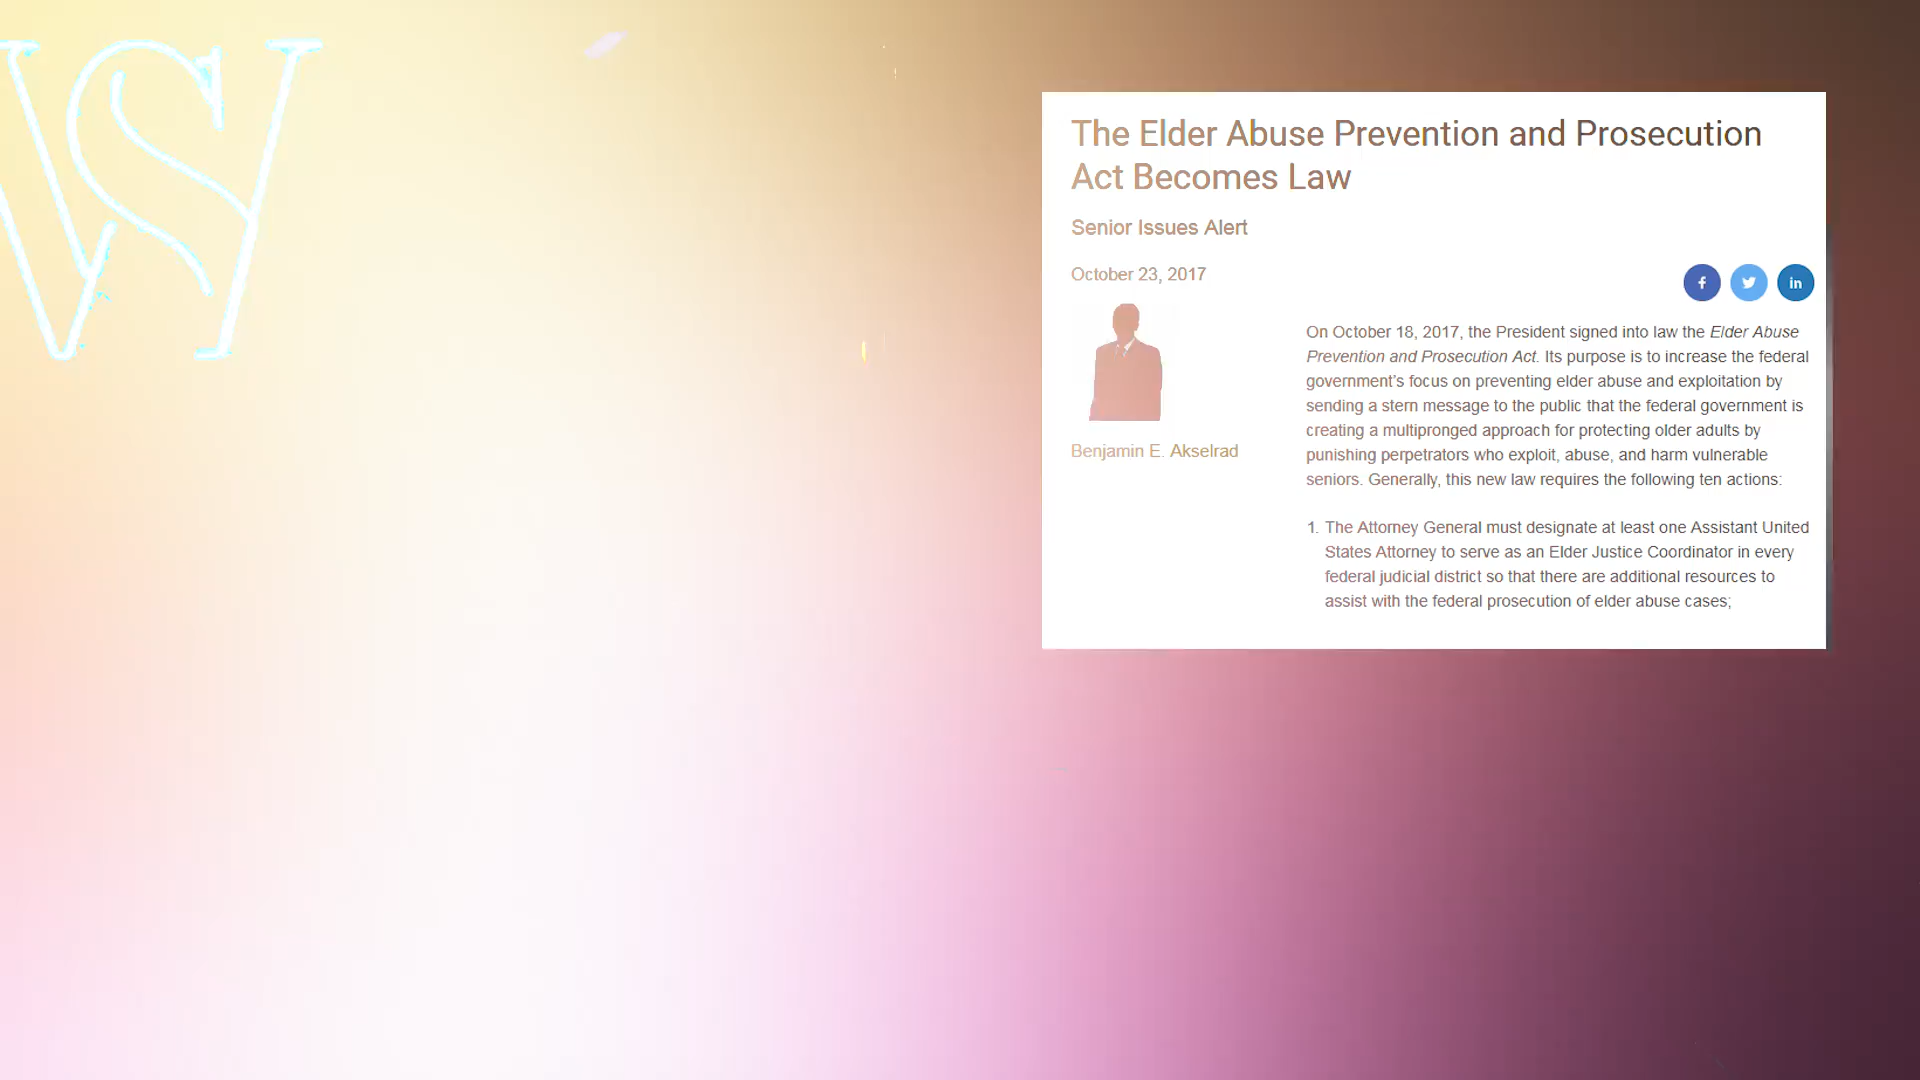 The Elder Abuse Prevention and Prosecution
Act Becomes Law
Senior Issues Alert
October 23, 2017
Benjamin E. Akselrad
On October 18, 2017, the President signed into law the Elder Abuse
Prevention and Prosecution Act. Its purpose is to increase the federal
government's focus on preventing elder abuse and exploitation by
sending a stern message to the public that the federal government is
creating a multipronged approach for protecting older adults by
punishing perpetrators who exploit, abuse, and harm vulnerable
seniors. Generally, this new law requires the following ten actions:
1. The Attorney General must designate at least one Assistant United
States Attorney to serve as an Elder Justice Coordinator in every
federal judicial district so that there are additional resources to
assist with the federal prosecution of elder abuse cases;